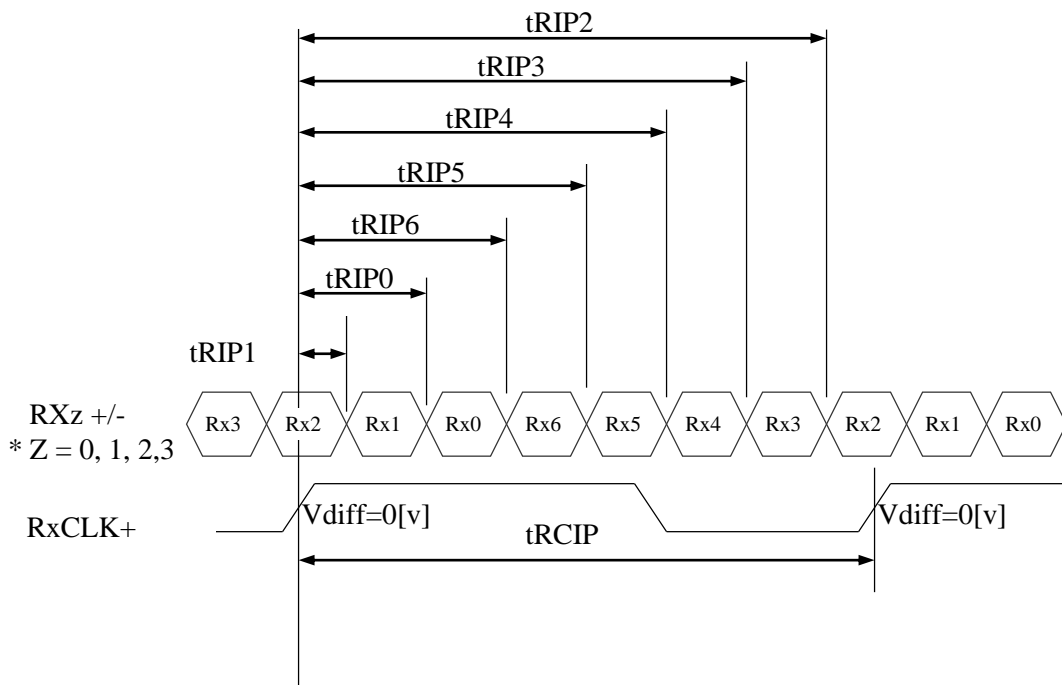 tRIP2
tRIP3
tRIP4
tRIP5
tRIP6
tRIP0
tRIP1
RXz +/-
* Z = 0, 1, 2,3
Rx3 Rx2 Rx1 Rx0 Rx6 Rx5 Rx4 Rx3 Rx2 Rx1 Rx0
RxCLK+
Vdiff=0[v] Vdiff=0[v]
tRCIP